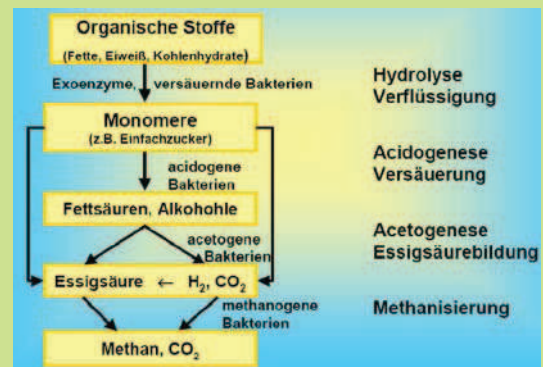 Organische Stoffe
(Fette, Eiweiß, Kohlenhydrate)
Exoenzyme, versäuernde Bakterien
Hydrolyse
Verflüssigung
Monomere
(z.B. Einfachzucker)
acidogene
Bakterien
Acidogenese
Versäuerung
Fettsäuren, Alkohohle
acetogene
Bakterien
Acetogenese
Essigsäurebildung
Essigsäure ← H₂, CO₂
methanogene
Bakterien
Methanisierung
Methan, CO₂